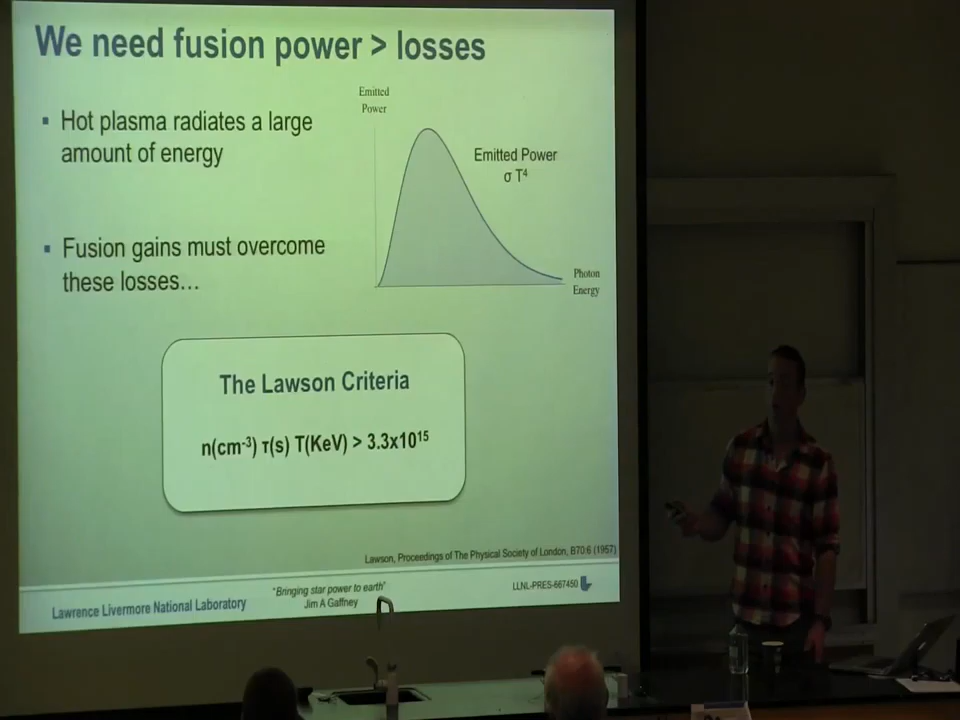 We need fusion power > losses
▪ Hot plasma radiates a large
amount of energy
▪ Fusion gains must overcome
these losses...
Emitted
Power
Emitted Power
σ T⁴
Photon
Energy
The Lawson Criteria
n(cm⁻³) τ(s) T(KeV) > 3.3x10¹⁵
Lawson, Proceedings of The Physical Society of London, B70:6 (1957)
Lawrence Livermore National Laboratory
"Bringing star power to earth"
Jim A Gaffney
LLNL-PRES-667450